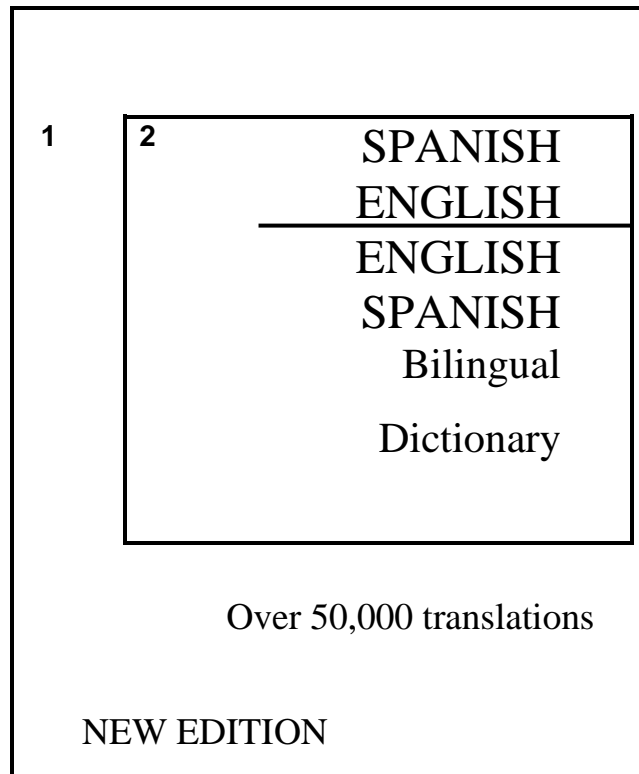 1
2
SPANISH
ENGLISH
ENGLISH
SPANISH
Bilingual
Dictionary
Over 50,000 translations
NEW EDITION